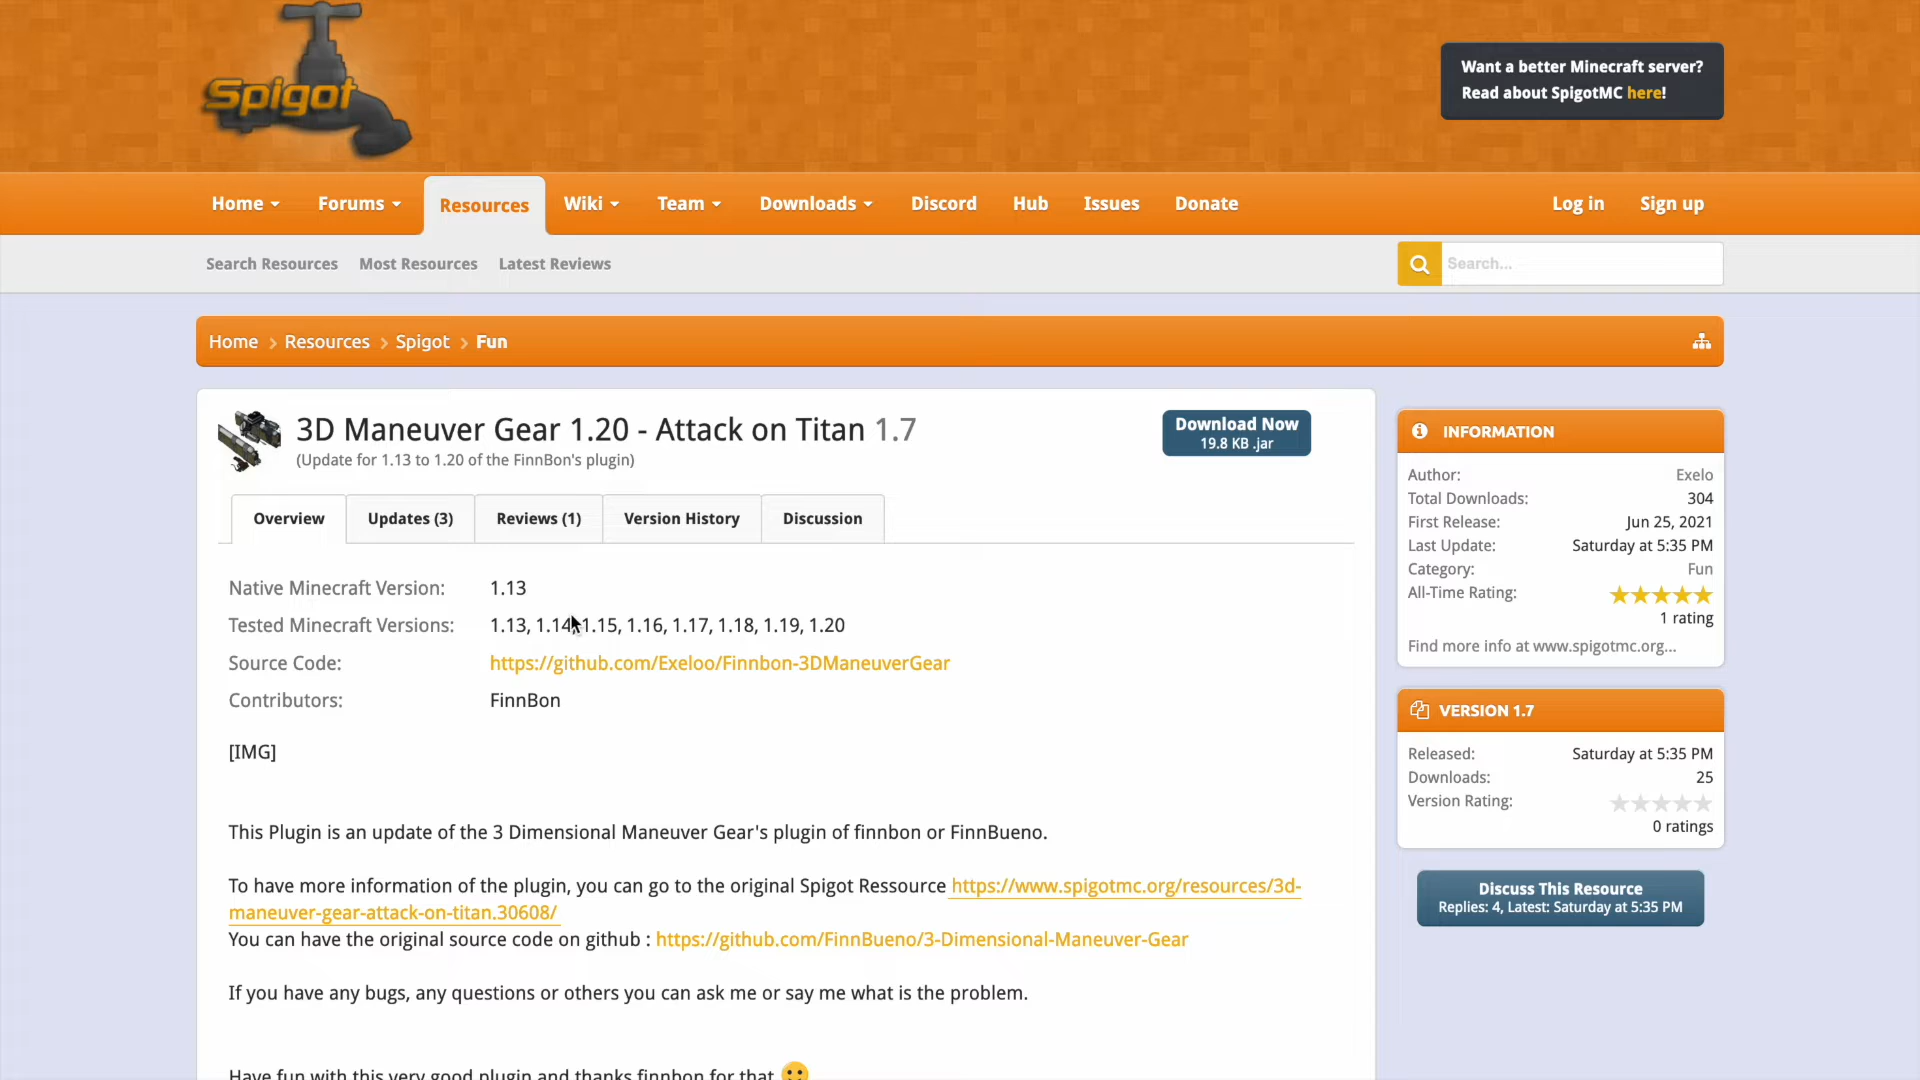 Spigot
Want a better Minecraft server?
Read about SpigotMC here!
Home
Forums
Resources
Wiki
Team
Downloads
Discord
Hub
Issues
Donate
Log in
Sign up
Search Resources
Most Resources
Latest Reviews
Search...
Home > Resources > Spigot > Fun
3D Maneuver Gear 1.20 - Attack on Titan 1.7
(Update for 1.13 to 1.20 of the FinnBon's plugin)
Download Now
19.8 KB .jar
Overview
Updates (3)
Reviews (1)
Version History
Discussion
Native Minecraft Version: 1.13
Tested Minecraft Versions: 1.13, 1.14, 1.15, 1.16, 1.17, 1.18, 1.19, 1.20
Source Code: https://github.com/Exeloo/Finnbon-3DManeuverGear
Contributors: FinnBon
[IMG]
This Plugin is an update of the 3 Dimensional Maneuver Gear's plugin of finnbon or FinnBueno.
To have more information of the plugin, you can go to the original Spigot Ressource https://www.spigotmc.org/resources/3d-
maneuver-gear-attack-on-titan.30608/
You can have the original source code on github : https://github.com/FinnBueno/3-Dimensional-Maneuver-Gear
If you have any bugs, any questions or others you can ask me or say me what is the problem.
Have fun with this very good plugin and thanks finnbon for that
INFORMATION
Author: Exelo
Total Downloads: 304
First Release: Jun 25, 2021
Last Update: Saturday at 5:35 PM
Category: Fun
All-Time Rating:
1 rating
Find more info at www.spigotmc.org...
VERSION 1.7
Released: Saturday at 5:35 PM
Downloads: 25
Version Rating:
0 ratings
Discuss This Resource
Replies: 4, Latest: Saturday at 5:35 PM